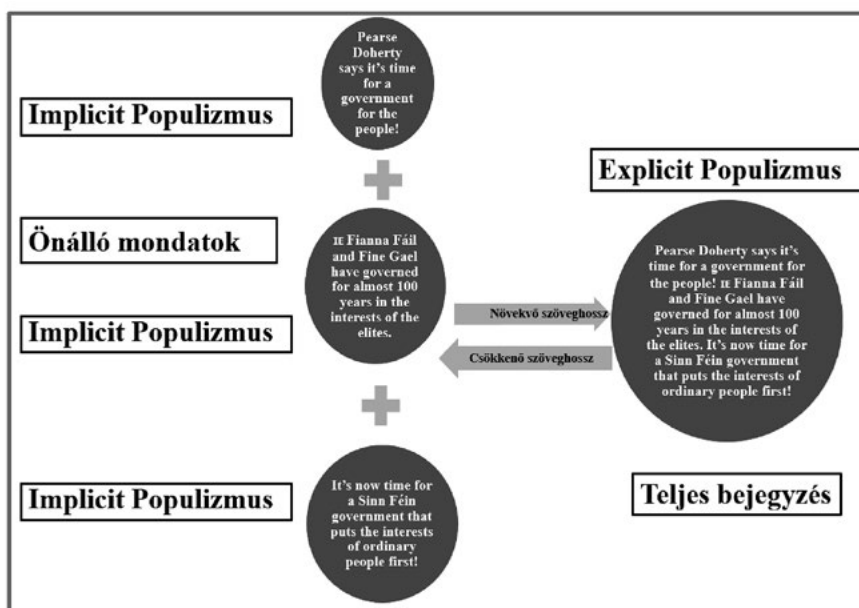 Implicit Populizmus
Pearse
Doherty
says it's time
for a
government
for the
people!
Önálló mondatok
Implicit Populizmus
IE Fianna Fáil
and Fine Gael
have governed
for almost 100
years in the
interests of the
elites.
Implicit Populizmus
It's now time for
a Sinn Féin
government that
puts the interests
of ordinary
people first!
Növekvő szöveghossz
Csökkenő szöveghossz
Explicit Populizmus
Pearse Doherty says it's
time for a government for
the people! IE Fianna Fáil
and Fine Gael have
governed for almost 100
years in the interests of
the elites. It's now time for
a Sinn Féin government
that puts the interests of
ordinary people first!
Teljes bejegyzés